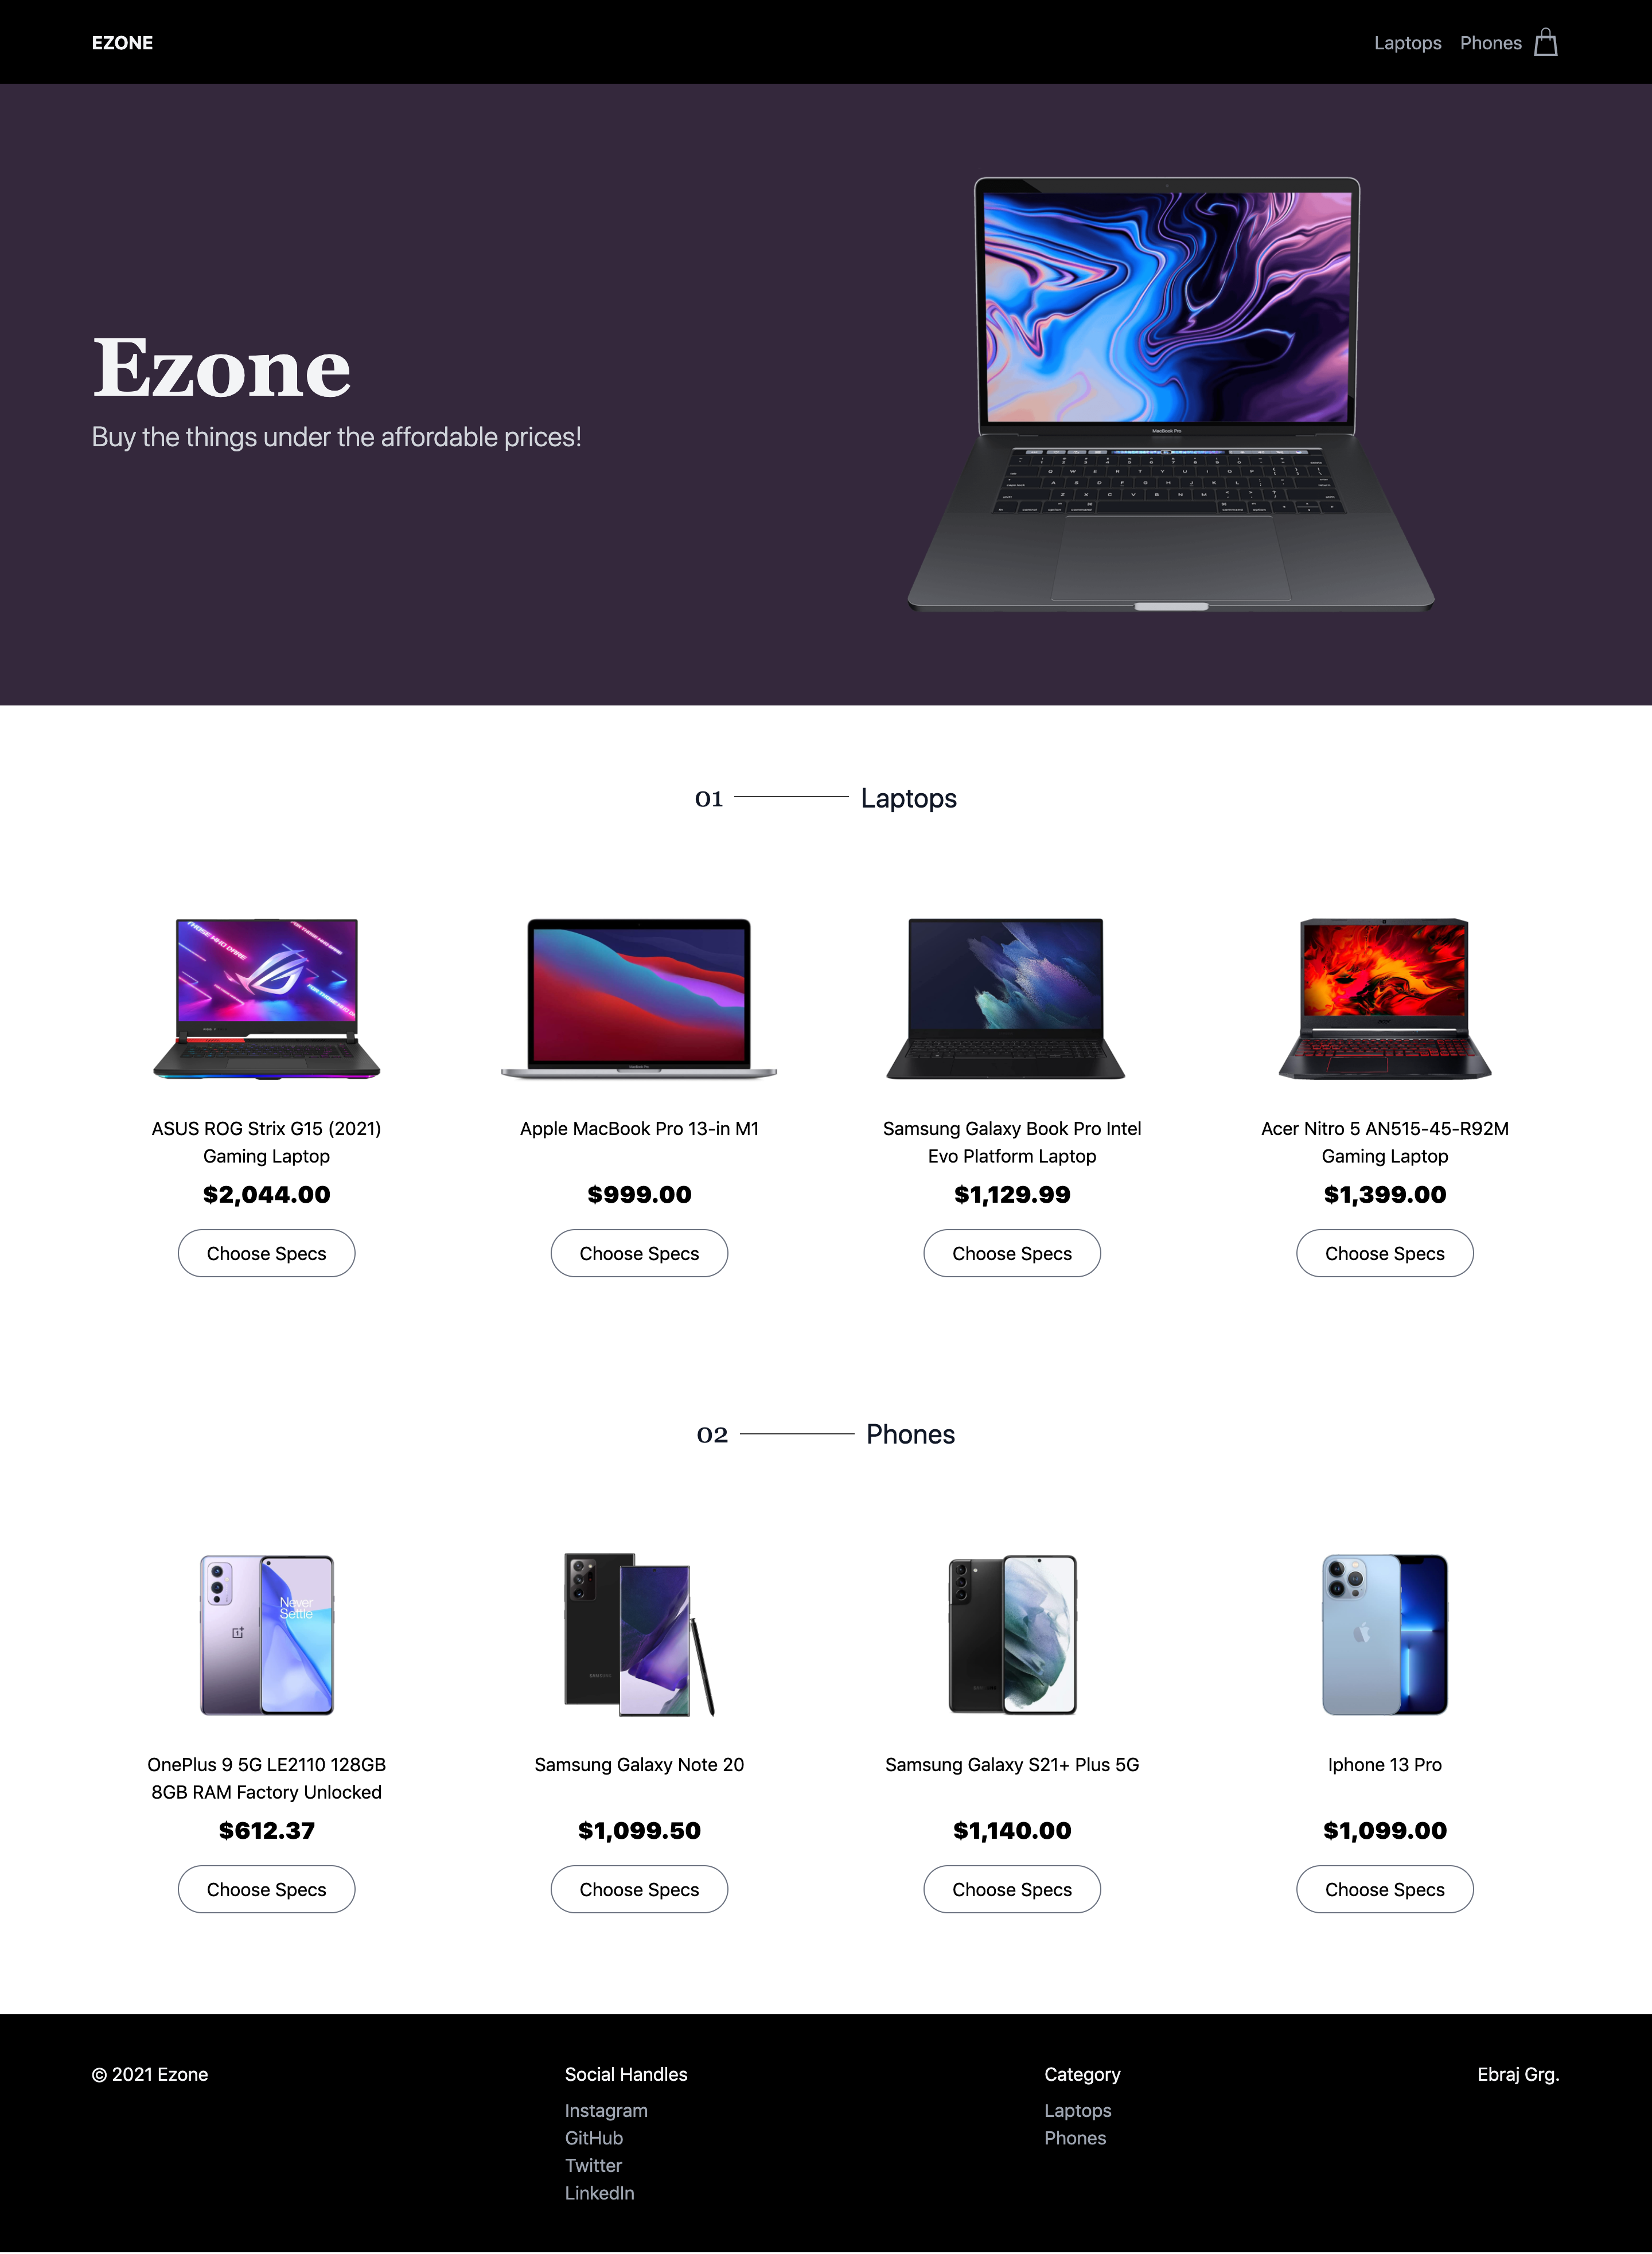 EZONE
Laptops Phones
Ezone
Buy the things under the affordable prices!
MacBook Pro
01 Laptops
ASUS ROG Strix G15 (2021)
Gaming Laptop
$2,044.00
Choose Specs
Apple MacBook Pro 13-in M1
$999.00
Choose Specs
Samsung Galaxy Book Pro Intel
Evo Platform Laptop
$1,129.99
Choose Specs
Acer Nitro 5 AN515-45-R92M
Gaming Laptop
$1,399.00
Choose Specs
02 Phones
Never
Settle
OnePlus 9 5G LE2110 128GB
8GB RAM Factory Unlocked
$612.37
Choose Specs
Samsung Galaxy Note 20
$1,099.50
Choose Specs
Samsung Galaxy S21+ Plus 5G
$1,140.00
Choose Specs
Iphone 13 Pro
$1,099.00
Choose Specs
© 2021 Ezone
Social Handles
Instagram
GitHub
Twitter
LinkedIn
Category
Laptops
Phones
Ebraj Grg.